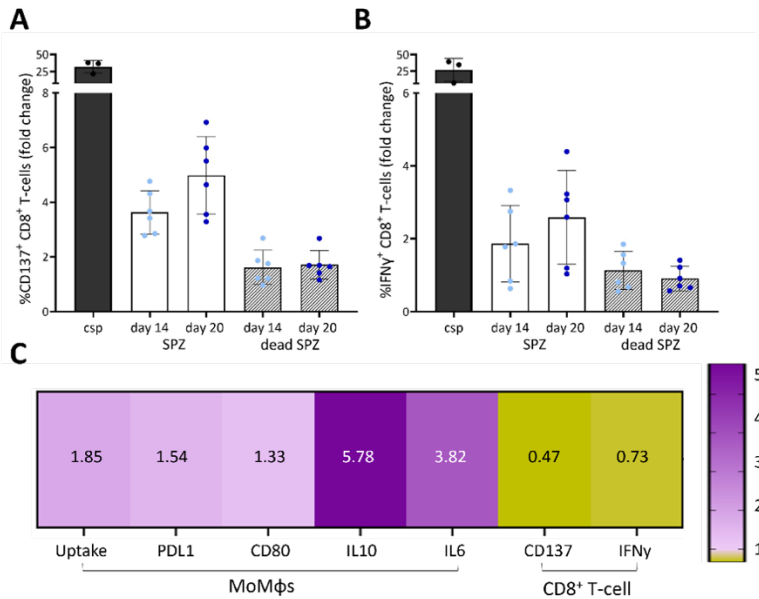 A
B
%CD137+ CD8+ T-cells (fold change)
50
25
8
6
4
2
0
csp
day 14
day 20
day 14
day 20
SPZ
dead SPZ
%IFNγ+ CD8+ T-cells (fold change)
50
25
6
4
2
0
csp
day 14
day 20
day 14
day 20
SPZ
dead SPZ
C
1.85
1.54
1.33
5.78
3.82
0.47
0.73
Uptake
PDL1
CD80
IL10
IL6
CD137
IFNγ
MoMφs
CD8+ T-cell
5
4
3
2
1